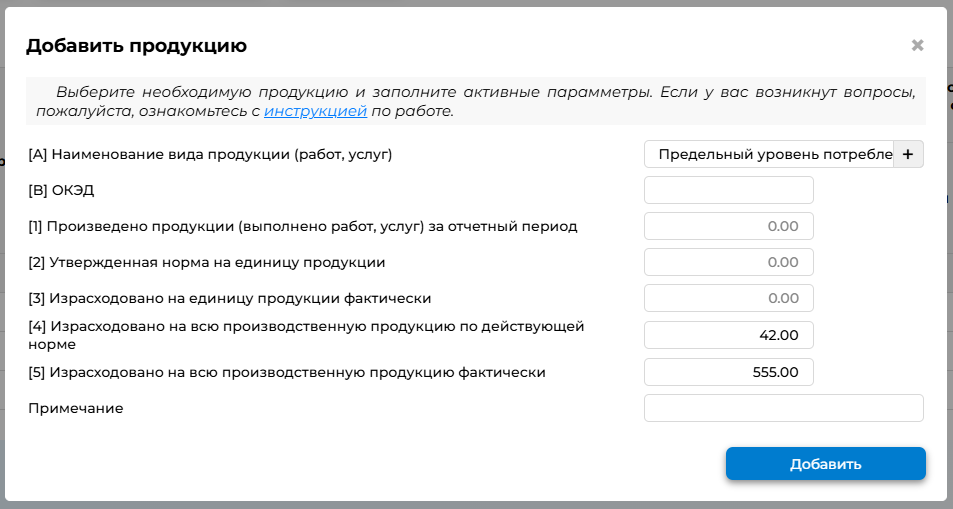 Добавить продукцию
Выберите необходимую продукцию и заполните активные парамметры. Если у вас возникнут вопросы,
пожалуйста, ознакомьтесь с инструкцией по работе.
[A] Наименование вида продукции (работ, услуг) Предельный уровень потребле +
[B] ОКЭД
[1] Произведено продукции (выполнено работ, услуг) за отчетный период 0.00
[2] Утвержденная норма на единицу продукции 0.00
[3] Израсходовано на единицу продукции фактически 0.00
[4] Израсходовано на всю производственную продукцию по действующей
норме 42.00
[5] Израсходовано на всю производственную продукцию фактически 555.00
Примечание
Добавить